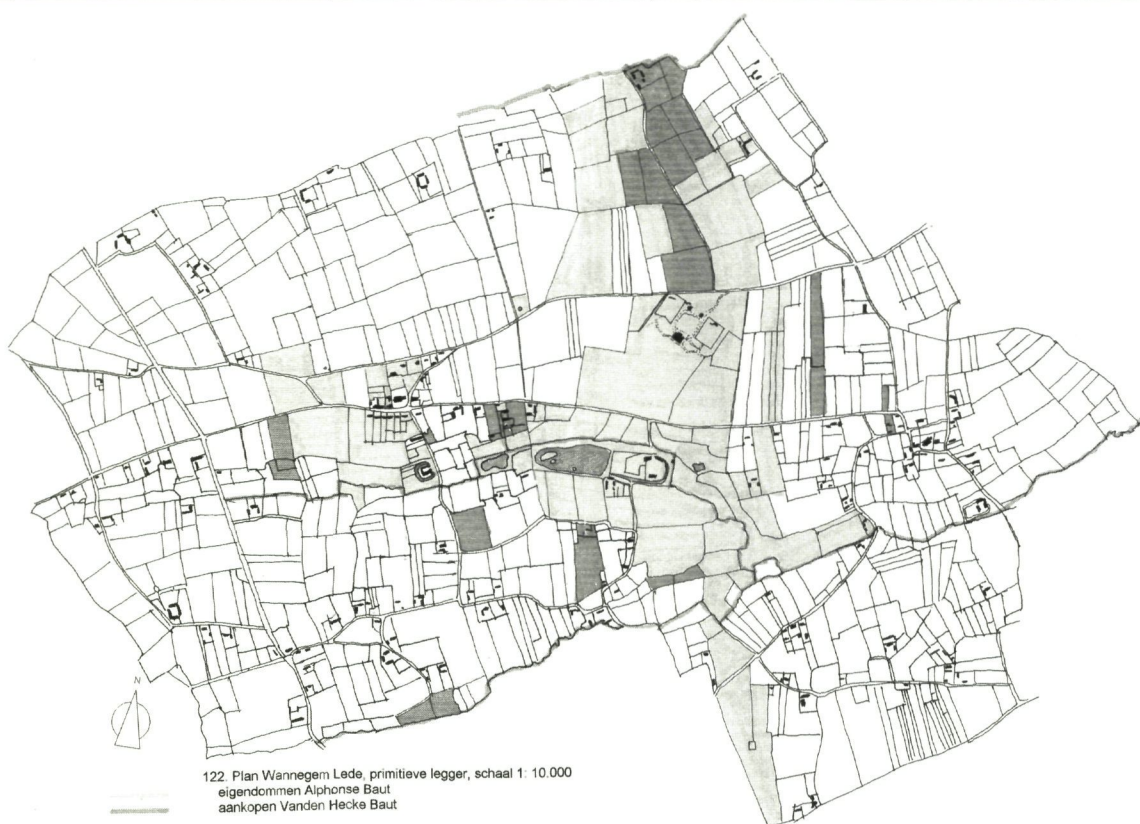 N
122. Plan Wannegem Lede, primitieve legger, schaal 1: 10.000
eigendommen Alphonse Baut
aankopen Vanden Hecke Baut